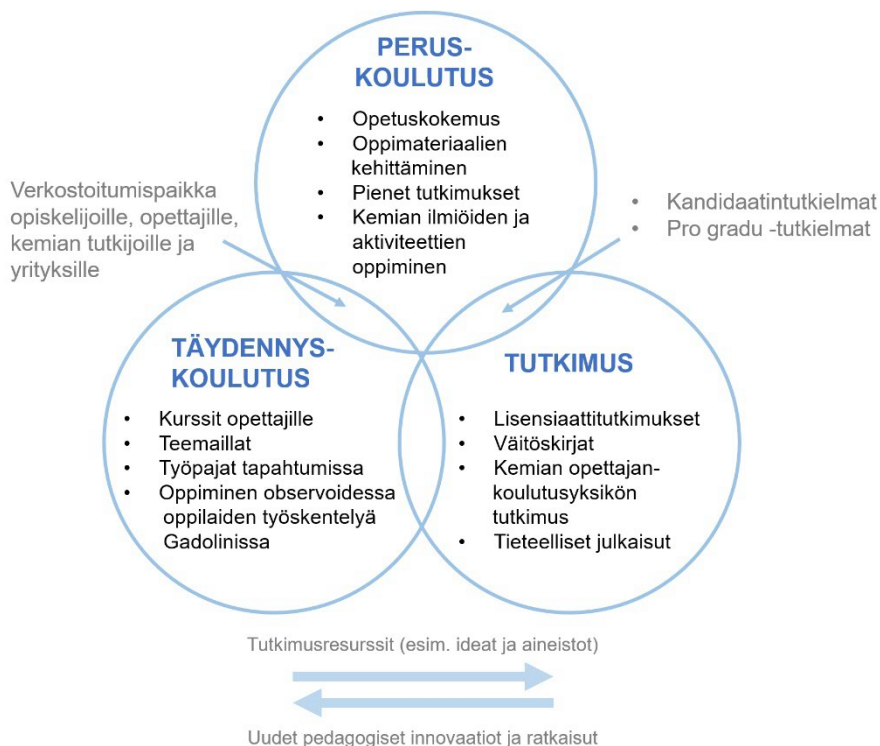 PERUS-
KOULUTUS
• Opetuskokemus
• Oppimateriaalien
kehittäminen
• Pienet tutkimukset
• Kemian ilmiöiden ja
aktiviteettien
oppiminen
Verkostoitumispaikka
opiskelijoille, opettajille,
kemian tutkijoille ja
yrityksille
• Kandidaatintutkielmat
• Pro gradu -tutkielmat
TÄYDENNYS-
KOULUTUS
• Kurssit opettajille
• Teemaillat
• Työpajat tapahtumissa
• Oppiminen observoidessa
oppilaiden työskentelyä
Gadolinissa
TUTKIMUS
• Lisensiaattitutkimukset
• Väitöskirjat
• Kemian opettajan-
koulutusyksikön
tutkimus
• Tieteelliset julkaisut
Tutkimusresurssit (esim. ideat ja aineistot)
Uudet pedagogiset innovaatiot ja ratkaisut